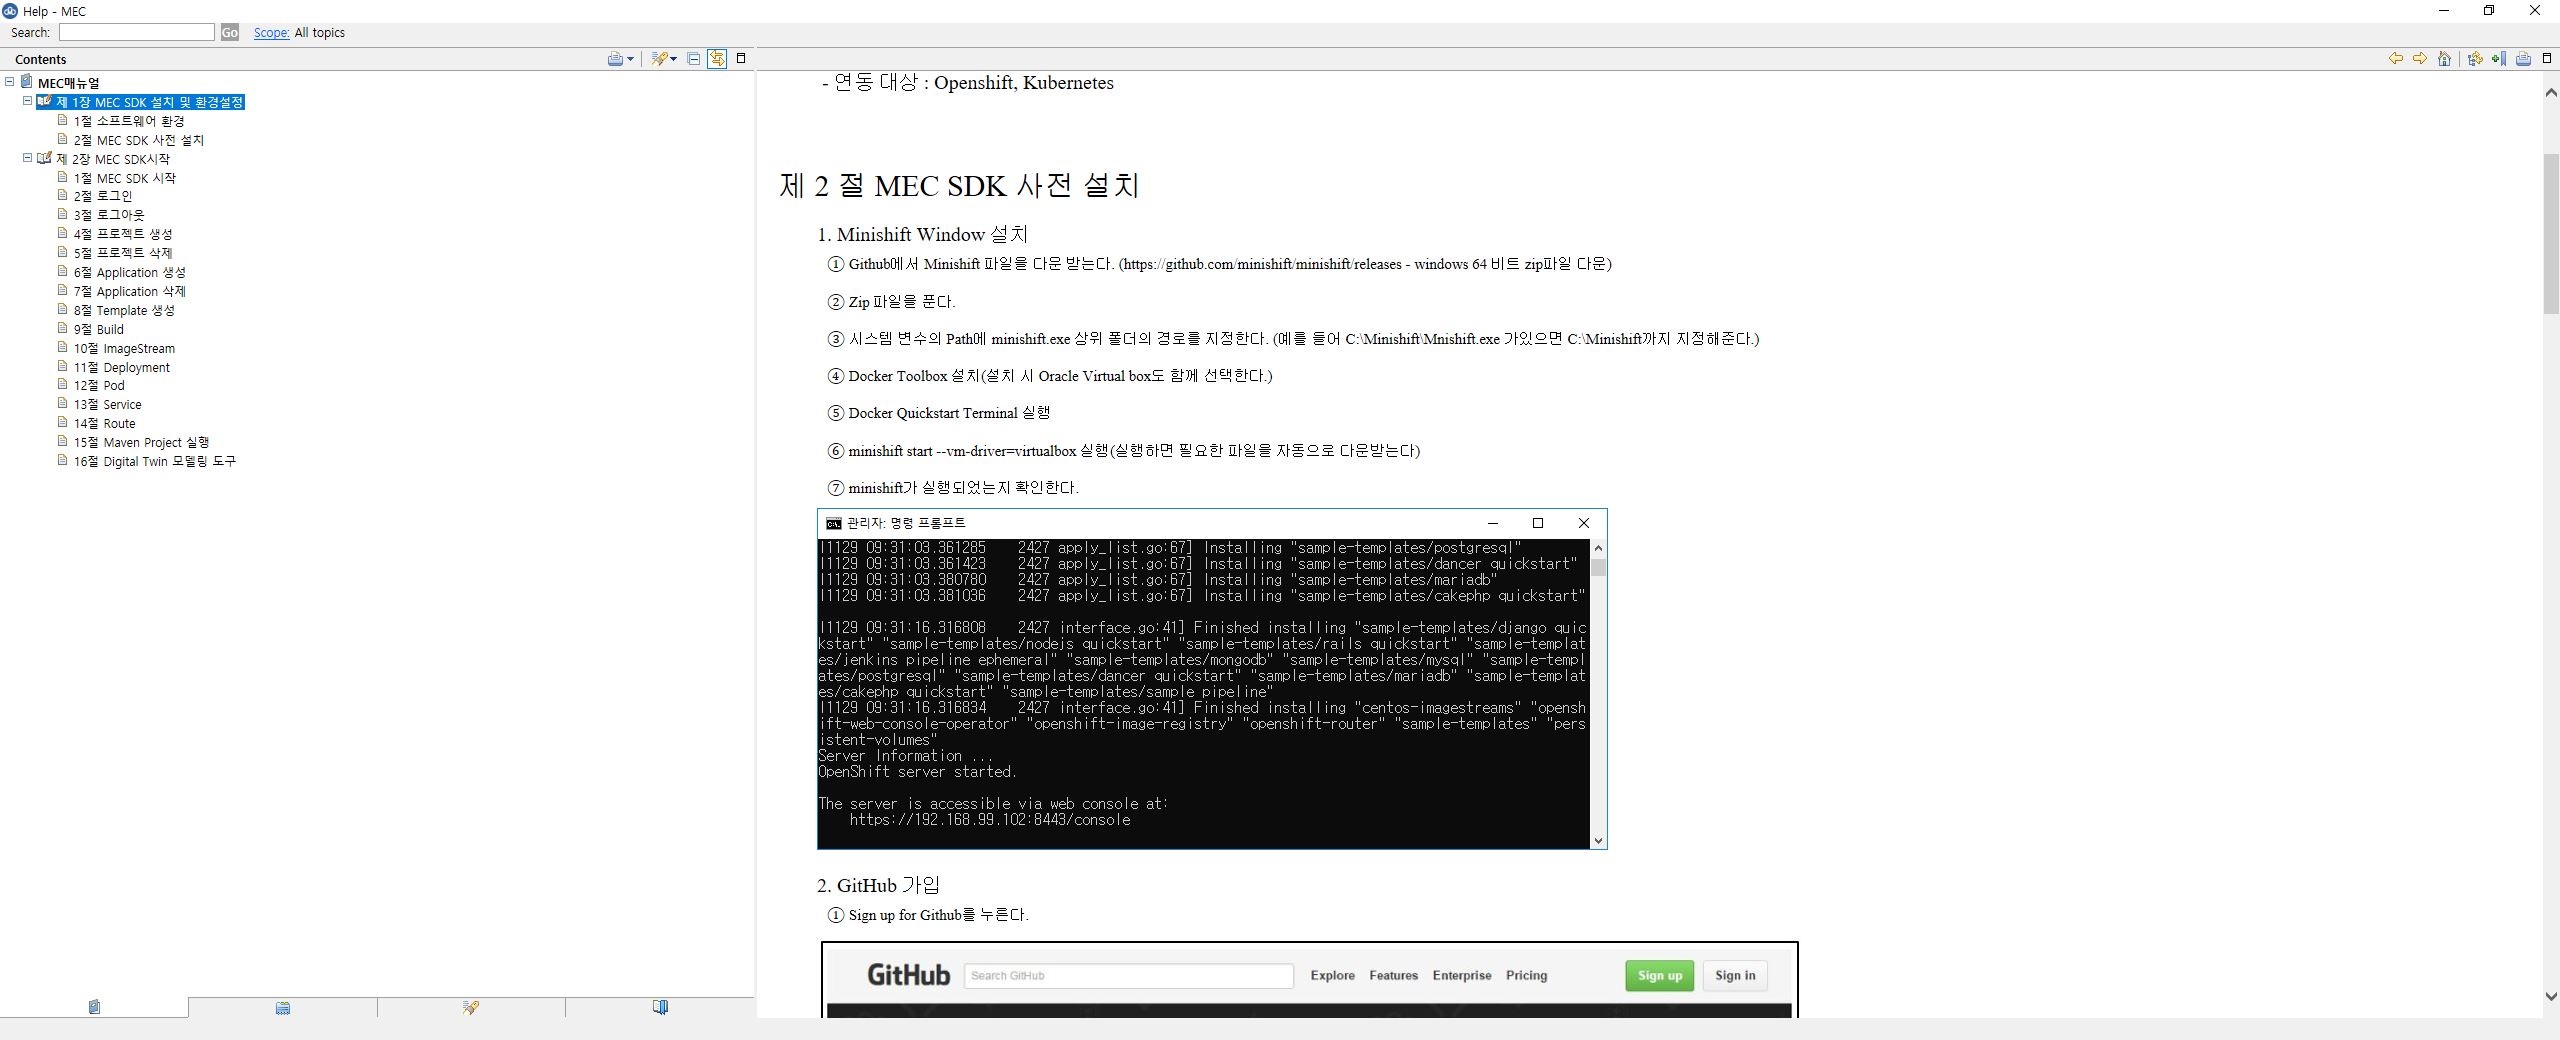 Help - MEC
Search:
Go
Scope: All topics
Contents
MEC매뉴얼
제 1장 MEC SDK 설치 및 환경설정
1절 소프트웨어 환경
2절 MEC SDK 사전 설치
제 2장 MEC SDK시작
1절 MEC SDK 시작
2절 로그인
3절 로그아웃
4절 프로젝트 생성
5절 프로젝트 삭제
6절 Application 생성
7절 Application 삭제
8절 Template 생성
9절 Build
10절 ImageStream
11절 Deployment
12절 Pod
13절 Service
14절 Route
15절 Maven Project 실행
16절 Digital Twin 모델링 도구
- 연동 대상 : Openshift, Kubernetes
제 2 절 MEC SDK 사전 설치
1. Minishift Window 설치
① Github에서 Minishift 파일을 다운 받는다. (https://github.com/minishift/minishift/releases - windows 64 비트 zip파일 다운)
② Zip 파일을 푼다.
③ 시스템 변수의 Path에 minishift.exe 상위 폴더의 경로를 지정한다. (예를 들어 C:\Minishift\Mnishift.exe 가있으면 C:\Minishift까지 지정해준다.)
④ Docker Toolbox 설치(설치 시 Oracle Virtual box도 함께 선택한다.)
⑤ Docker Quickstart Terminal 실행
⑥ minishift start --vm-driver=virtualbox 실행(실행하면 필요한 파일을 자동으로 다운받는다)
⑦ minishift가 실행되었는지 확인한다.
관리자: 명령 프롬프트
I1129 09:31:03.361285    2427 apply_list.go:67] Installing "sample-templates/postgresql"
I1129 09:31:03.361423    2427 apply_list.go:67] Installing "sample-templates/dancer quickstart"
I1129 09:31:03.380780    2427 apply_list.go:67] Installing "sample-templates/mariadb"
I1129 09:31:03.381036    2427 apply_list.go:67] Installing "sample-templates/cakephp quickstart"
I1129 09:31:16.316808    2427 interface.go:41] Finished installing "sample-templates/django quic
kstart" "sample-templates/nodejs quickstart" "sample-templates/rails quickstart" "sample-templat
es/jenkins pipeline ephemeral" "sample-templates/mongodb" "sample-templates/mysql" "sample-templ
ates/postgresql" "sample-templates/dancer quickstart" "sample-templates/mariadb" "sample-templat
es/cakephp quickstart" "sample-templates/sample pipeline"
I1129 09:31:16.316834    2427 interface.go:41] Finished installing "centos-imagestreams" "opensh
ift-web-console-operator" "openshift-image-registry" "openshift-router" "sample-templates" "pers
istent-volumes"
Server Information ...
OpenShift server started.
The server is accessible via web console at:
    https://192.168.99.102:8443/console
2. GitHub 가입
① Sign up for Github를 누른다.
GitHub
Search GitHub
Explore Features Enterprise Pricing
Sign up
Sign in